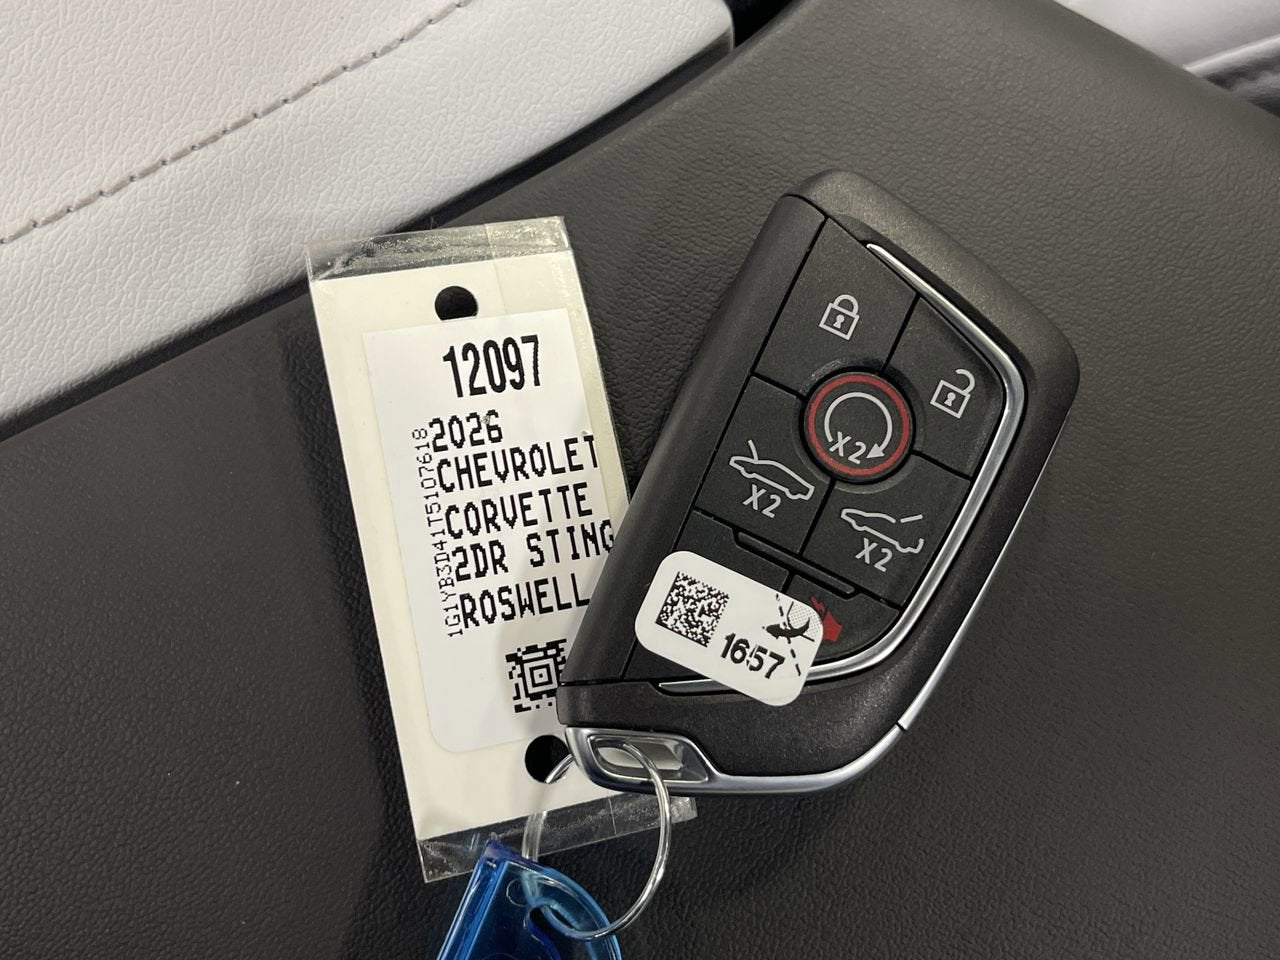 12097
1G1YB3D41T5107618
2026
CHEVROLET
CORVETTE
2DR STING
ROSWELL
X2
X2
X2
1657